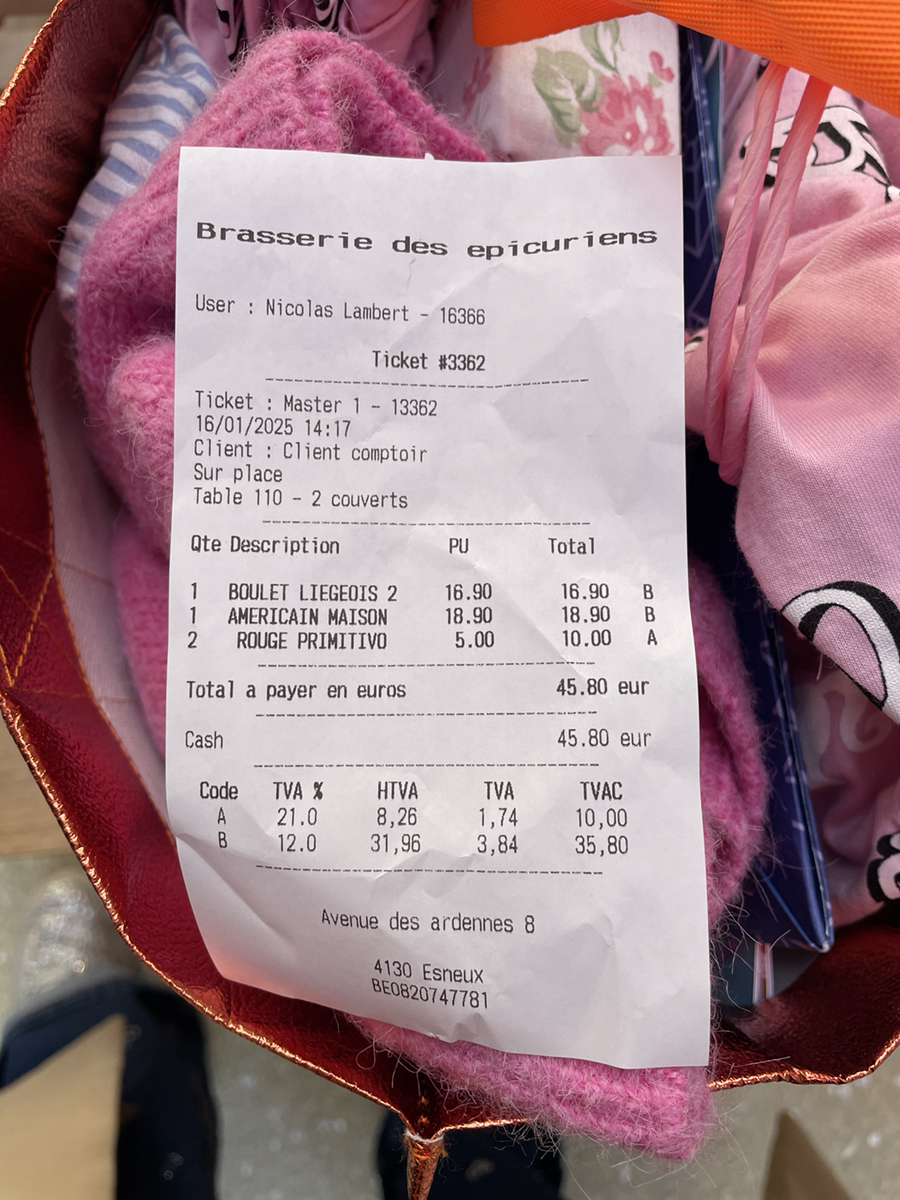 Brasserie des epicuriens
User : Nicolas Lambert - 16366
Ticket #3362
Ticket : Master 1 - 13362
16/01/2025 14:17
Client : Client comptoir
Sur place
Table 110 - 2 couverts
Qte Description PU Total
1 BOULET LIEGEOIS 2 16.90 16.90 B
1 AMERICAIN MAISON 18.90 18.90 B
2 ROUGE PRIMITIVO 5.00 10.00 A
Total a payer en euros 45.80 eur
Cash 45.80 eur
Code TVA % HTVA TVA TVAC
A 21.0 8,26 1,74 10,00
B 12.0 31,96 3,84 35,80
Avenue des ardennes 8
4130 Esneux
BE0820747781